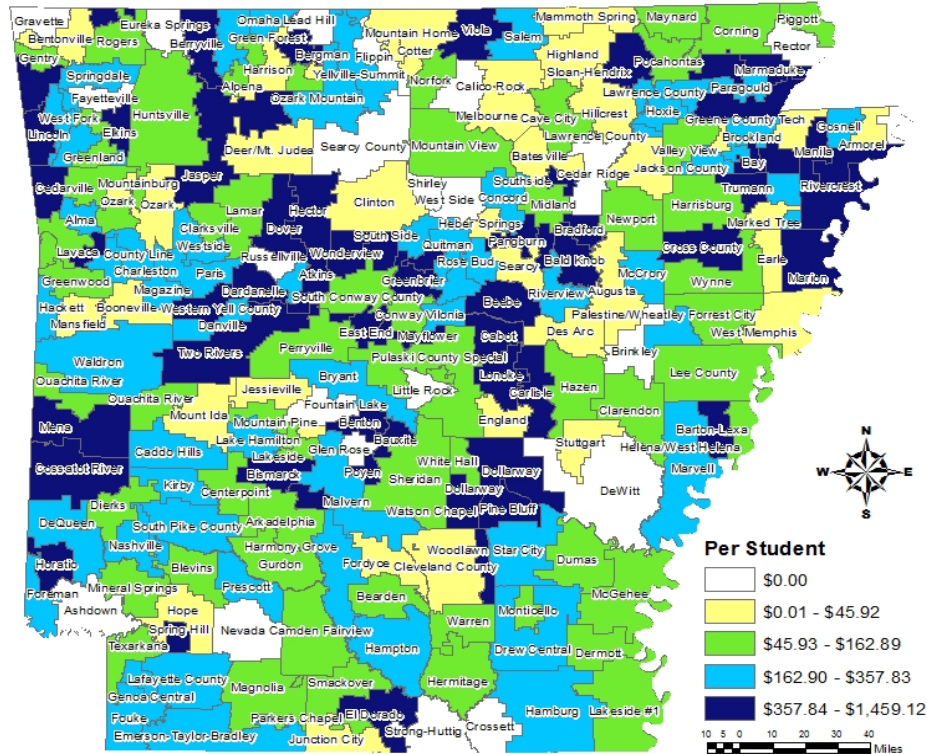 Gravette
Eureka Springs
Omaha
Lead Hill
Mammoth Spring
Maynard
Piggott
Bentonville
Rogers
Berryville
Green Forest
Bergman
Flippin
Mountain Home
Cotter
Viola
Salem
Corning
Rector
Gentry
Highland
Harrison
Yellville-Summit
Norfork
Sloan-Hendrix
Pocahontas
Marmaduke
Springdale
Alpena
Ozark Mountain
Calico Rock
Lawrence County
Paragould
Fayetteville
Huntsville
Melbourne
Cave City
Hillcrest
Hoxie
Greene County Tech
West Fork
Lincoln
Elkins
Lawrence County
Brookland
Gosnell
Armorel
Greenland
Deer/Mt. Judea
Searcy County
Mountain View
Batesville
Valley View
Jackson County
Bay
Manila
Cedarville
Mountainburg
Jasper
Shirley
Southside
Cedar Ridge
Trumann
Rivercrest
Ozark
Ozark
Lamar
Hector
Clinton
West Side
Concord
Midland
Newport
Harrisburg
Alma
Clarksville
Dover
South Side
Heber Springs
Bradford
Marked Tree
Westside
Quitman
Pangburn
Cross County
Lavaca
County Line
Russellville
Wonderview
Rose Bud
Searcy
Bald Knob
Earle
Charleston
Paris
Atkins
Greenbrier
McCrory
Marion
Greenwood
Magazine
Dardanelle
South Conway County
Beebe
Riverview
Augusta
Wynne
Hackett
Booneville
Western Yell County
Conway
Vilonia
Palestine/Wheatley
Forrest City
Mansfield
Danville
East End
Mayflower
Cabot
Des Arc
West Memphis
Waldron
Two Rivers
Perryville
Pulaski County Special
Brinkley
Ouachita River
Bryant
Little Rock
Lonoke
Lee County
Ouachita River
Jessieville
Fountain Lake
Carlisle
Hazen
Mena
Mount Ida
Mountain Pine
Benton
England
Clarendon
Lake Hamilton
Bauxite
Stuttgart
Barton-Lexa
Caddo Hills
Lakeside
Glen Rose
Helena/West Helena
Cossatot River
Bismarck
Poyen
White Hall
Dollarway
Marvell
Kirby
Centerpoint
Sheridan
Dollarway
DeWitt
Dierks
Malvern
Watson Chapel
Pine Bluff
DeQueen
South Pike County
Arkadelphia
Nashville
Harmony Grove
Woodlawn
Star City
Horatio
Blevins
Gurdon
Fordyce
Cleveland County
Dumas
Foreman
Mineral Springs
Prescott
Bearden
McGehee
Ashdown
Hope
Monticello
Spring Hill
Nevada
Camden Fairview
Warren
Texarkana
Hampton
Drew Central
Dermott
Lafayette County
Smackover
Hermitage
Genoa Central
Magnolia
Fouke
Parkers Chapel
El Dorado
Hamburg
Lakeside #1
Emerson-Taylor-Bradley
Junction City
Strong-Huttig
Crossett
N
W
E
S
Per Student
$0.00
$0.01 - $45.92
$45.93 - $162.89
$162.90 - $357.83
$357.84 - $1,459.12
10 5 0 10 20 30 40
Miles